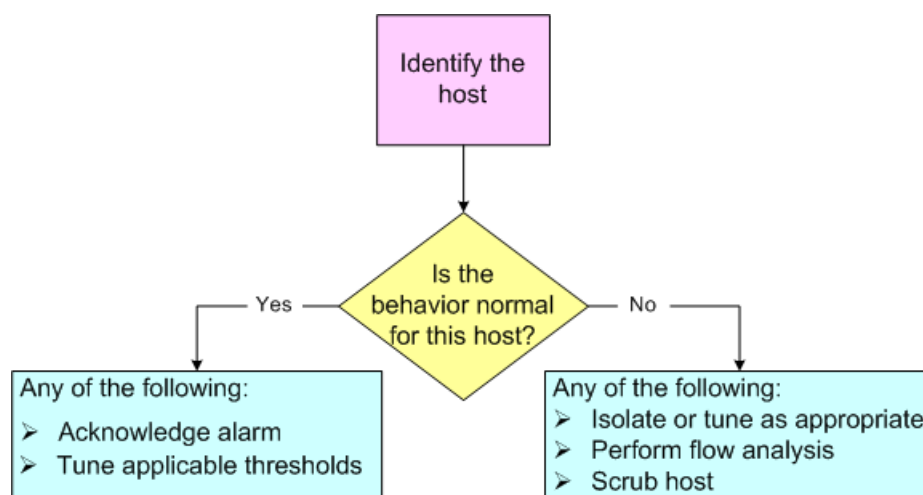 Identify the
host
Is the
behavior normal
for this host?
Yes
No
Any of the following:
➢ Acknowledge alarm
➢ Tune applicable thresholds
Any of the following:
➢ Isolate or tune as appropriate
➢ Perform flow analysis
➢ Scrub host